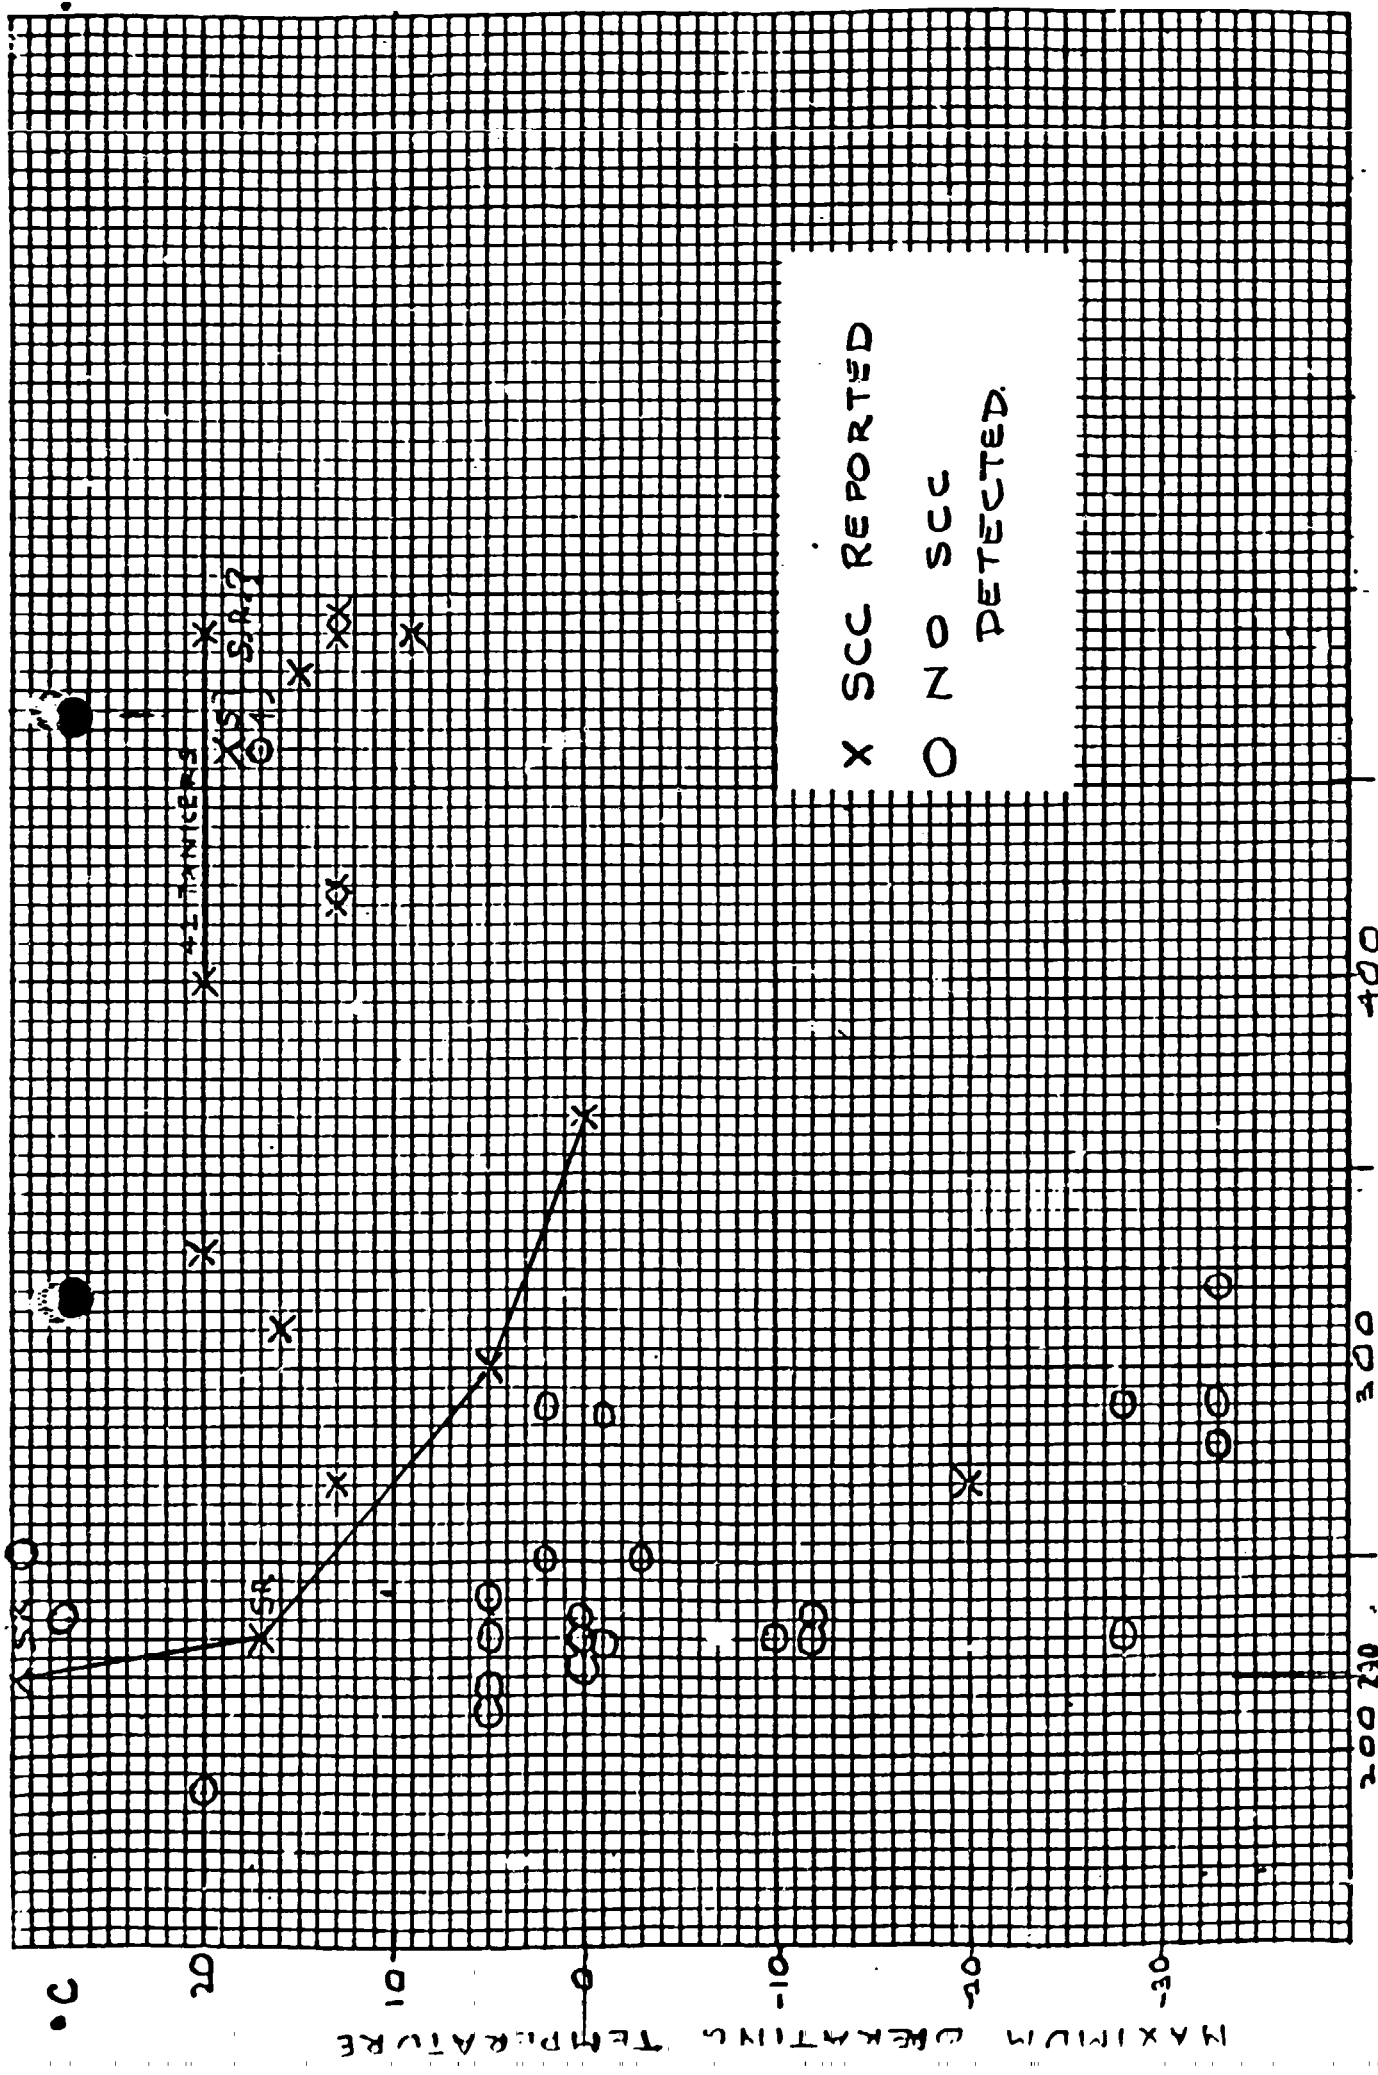 °C
20
10
0
-10
-20
-30
MAXIMUM OPERATING TEMPERATURE
42 TANKERS
S.R.?
SR
SR
X SCC REPORTED
O NO SCC
DETECTED.
200
300
400